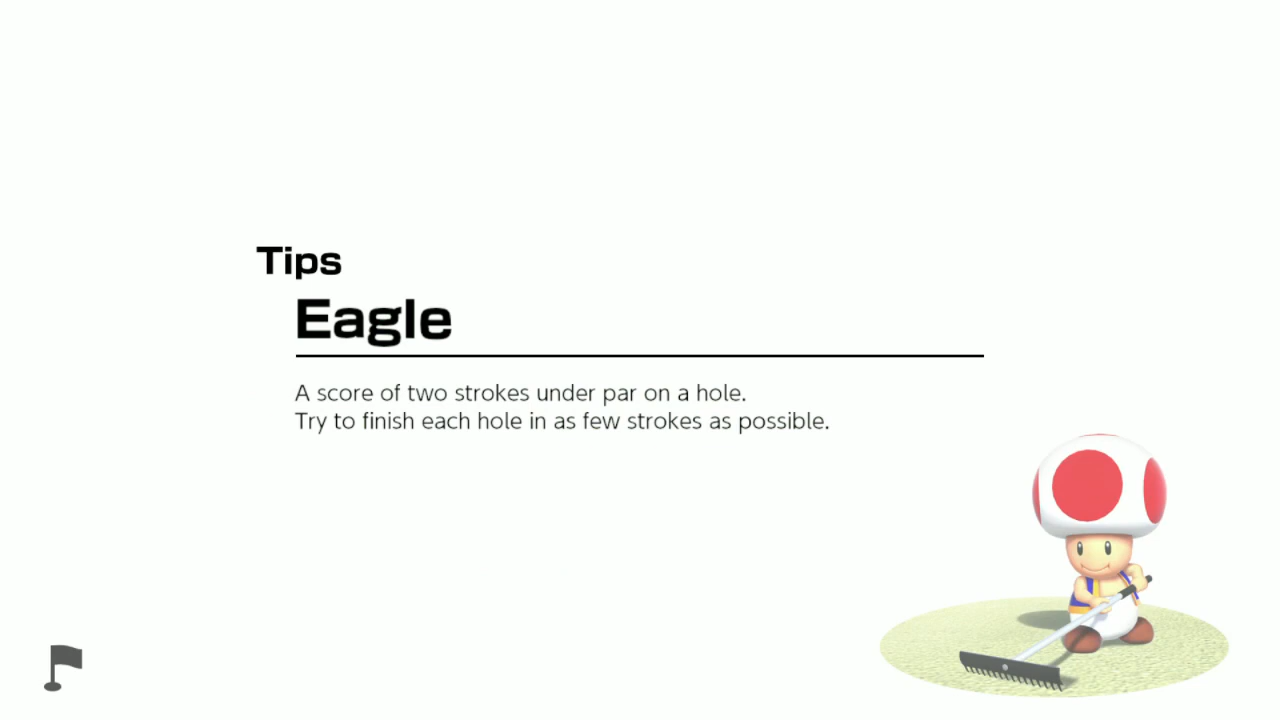 Tips
Eagle
A score of two strokes under par on a hole.
Try to finish each hole in as few strokes as possible.